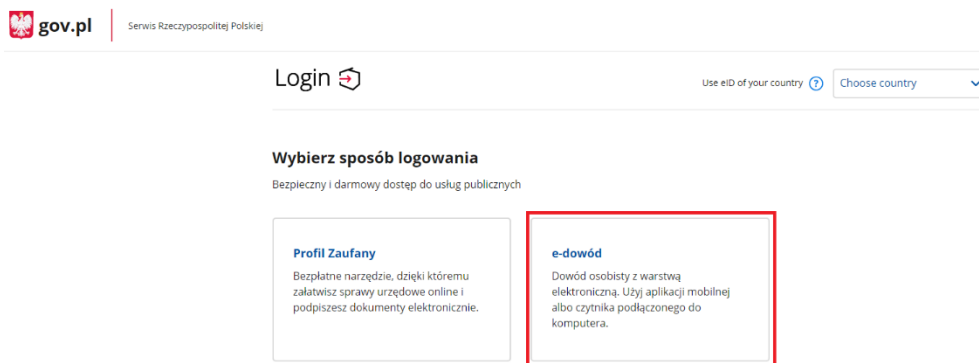 gov.pl
Serwis Rzeczypospolitej Polskiej
Login
Use eID of your country ?
Choose country
Wybierz sposób logowania
Bezpieczny i darmowy dostęp do usług publicznych
Profil Zaufany
Bezpłatne narzędzie, dzięki któremu
załatwisz sprawy urzędowe online i
podpiszesz dokumenty elektronicznie.
e-dowód
Dowód osobisty z warstwą
elektroniczną. Użyj aplikacji mobilnej
albo czytnika podłączonego do
komputera.